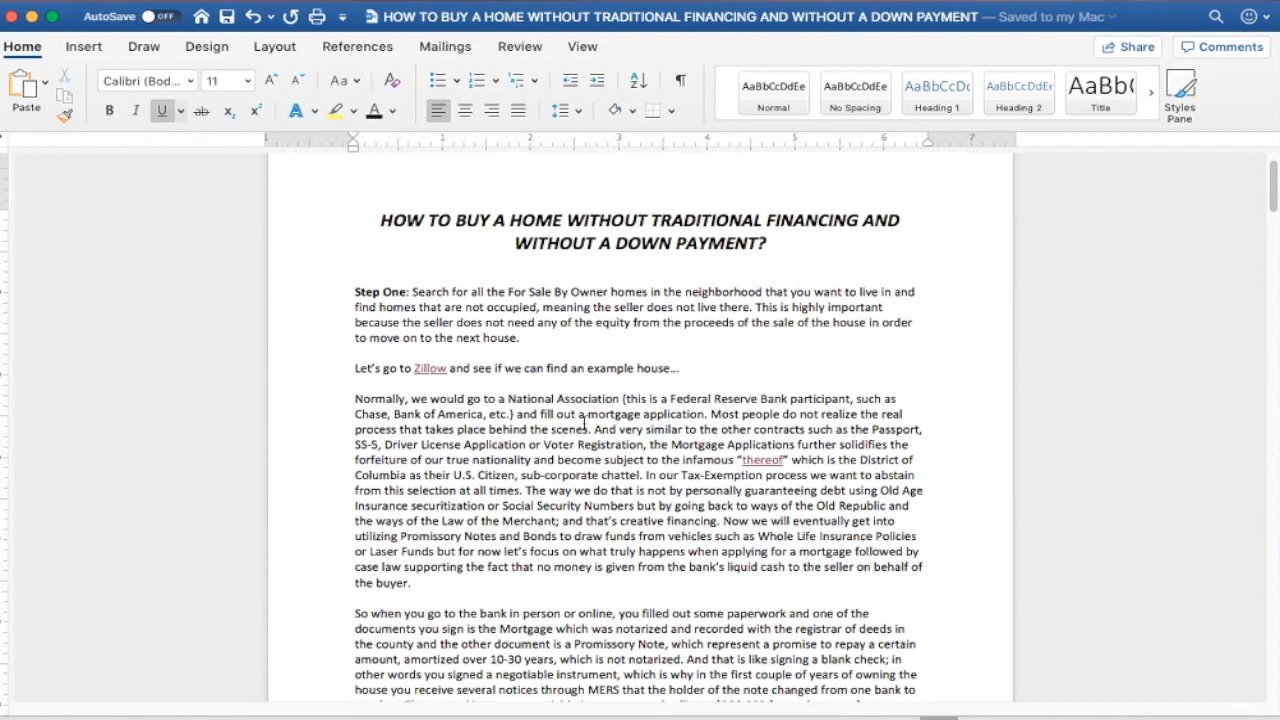 AutoSave OFF HOW TO BUY A HOME WITHOUT TRADITIONAL FINANCING AND WITHOUT A DOWN PAYMENT — Saved to my Mac
Home Insert Draw Design Layout References Mailings Review View Share Comments
Paste Calibri (Bod... 11 Aa
AaBbCcDdEe AaBbCcDdEe AaBbCcDc AaBbCcDdEe AaBb(
Normal No Spacing Heading 1 Heading 2 Title Styles Pane
1 1 2 3 4 5 6 7
HOW TO BUY A HOME WITHOUT TRADITIONAL FINANCING AND
WITHOUT A DOWN PAYMENT?
Step One: Search for all the For Sale By Owner homes in the neighborhood that you want to live in and
find homes that are not occupied, meaning the seller does not live there. This is highly important
because the seller does not need any of the equity from the proceeds of the sale of the house in order
to move on to the next house.
Let's go to Zillow and see if we can find an example house...
Normally, we would go to a National Association (this is a Federal Reserve Bank participant, such as
Chase, Bank of America, etc.) and fill out a mortgage application. Most people do not realize the real
process that takes place behind the scenes. And very similar to the other contracts such as the Passport,
SS-5, Driver License Application or Voter Registration, the Mortgage Applications further solidifies the
forfeiture of our true nationality and become subject to the infamous "thereof" which is the District of
Columbia as their U.S. Citizen, sub-corporate chattel. In our Tax-Exemption process we want to abstain
from this selection at all times. The way we do that is not by personally guaranteeing debt using Old Age
Insurance securitization or Social Security Numbers but by going back to ways of the Old Republic and
the ways of the Law of the Merchant; and that's creative financing. Now we will eventually get into
utilizing Promissory Notes and Bonds to draw funds from vehicles such as Whole Life Insurance Policies
or Laser Funds but for now let's focus on what truly happens when applying for a mortgage followed by
case law supporting the fact that no money is given from the bank's liquid cash to the seller on behalf of
the buyer.
So when you go to the bank in person or online, you filled out some paperwork and one of the
documents you sign is the Mortgage which was notarized and recorded with the registrar of deeds in
the county and the other document is a Promissory Note, which represent a promise to repay a certain
amount, amortized over 10-30 years, which is not notarized. And that is like signing a blank check; in
other words you signed a negotiable instrument, which is why in the first couple of years of owning the
house you receive several notices through MERS that the holder of the note changed from one bank to